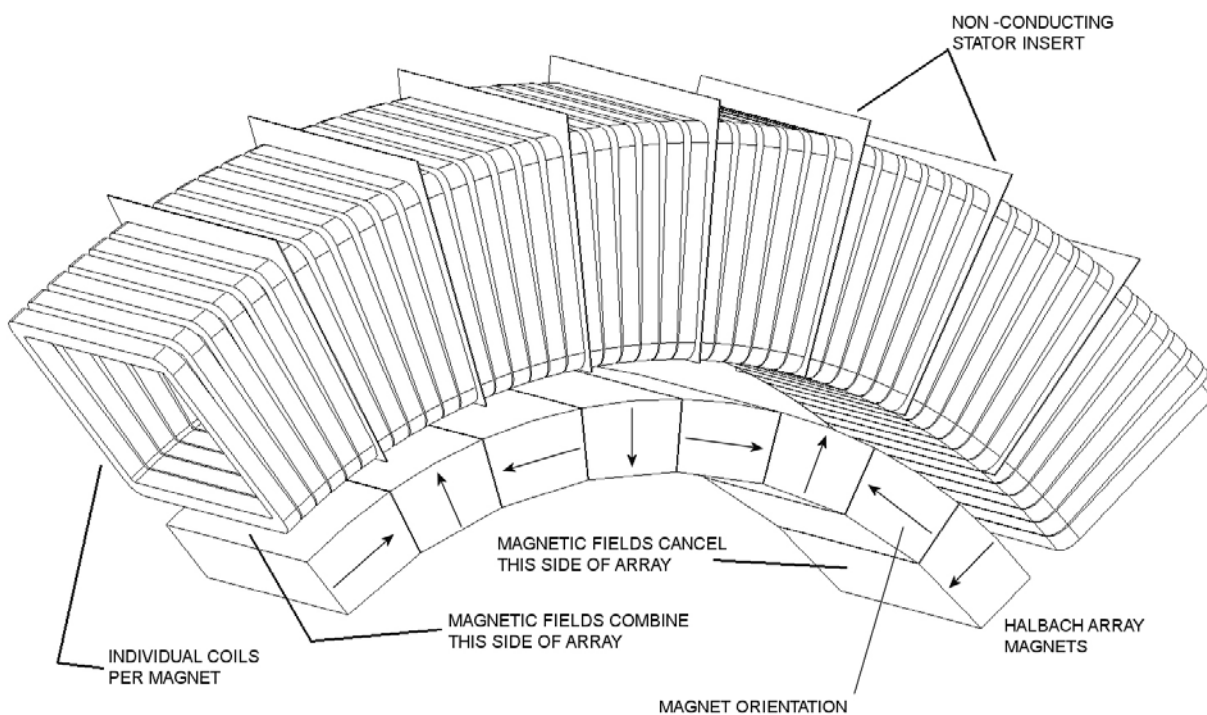 NON -CONDUCTING
STATOR INSERT
MAGNETIC FIELDS CANCEL
THIS SIDE OF ARRAY
MAGNETIC FIELDS COMBINE
THIS SIDE OF ARRAY
HALBACH ARRAY
MAGNETS
INDIVIDUAL COILS
PER MAGNET
MAGNET ORIENTATION